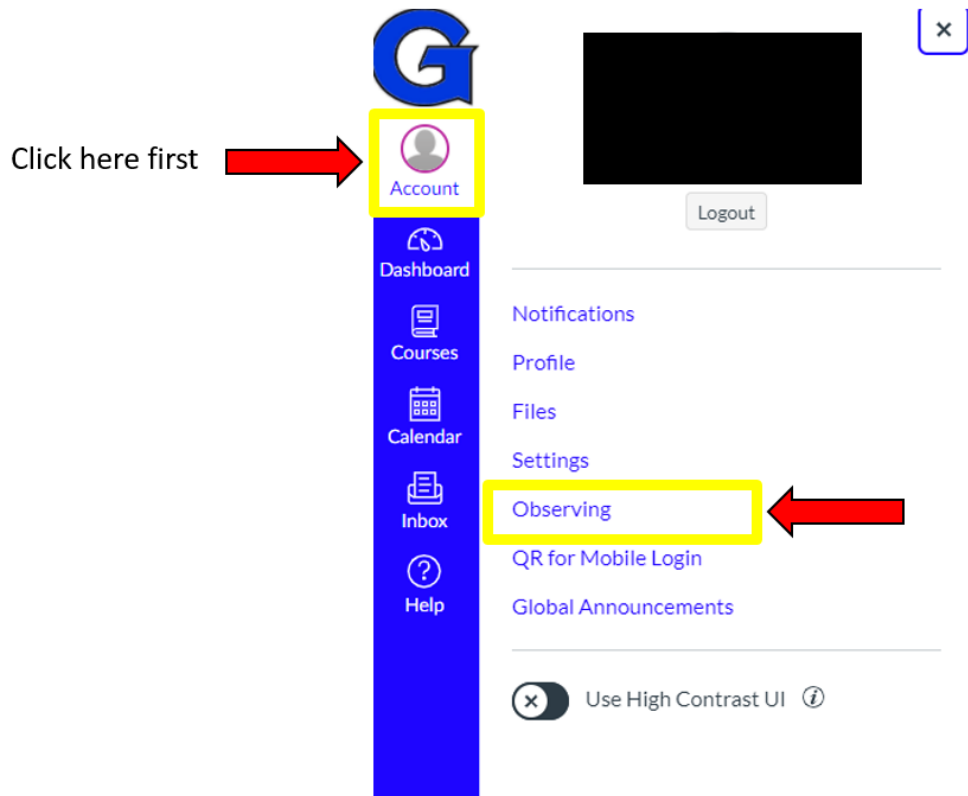 G
Click here first
Account
Logout
Dashboard
Courses
Calendar
Inbox
Help
Notifications
Profile
Files
Settings
Observing
QR for Mobile Login
Global Announcements
Use High Contrast UI